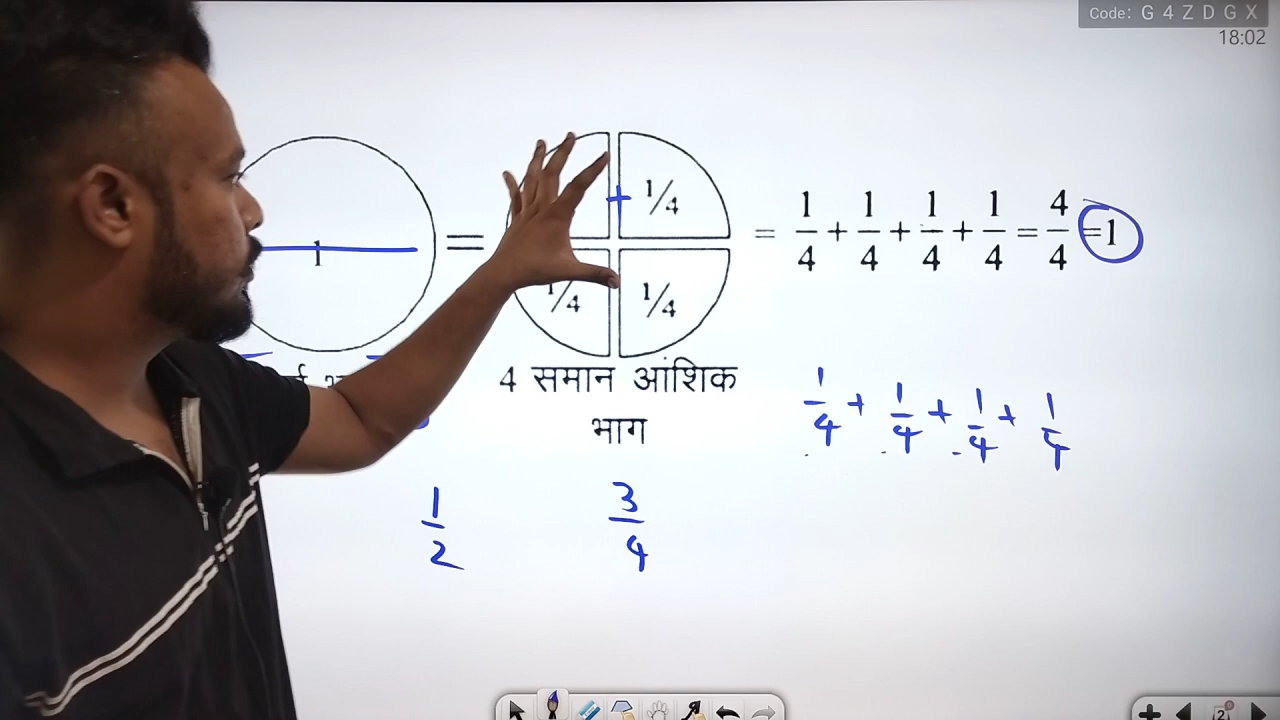 Code: G 4 Z D G X
18:02
1
=
1/4
1/4
1/4
= 1/4 + 1/4 + 1/4 + 1/4 = 4/4 = 1
+
4 समान आंशिक
भाग
1/4 + 1/4 + 1/4 + 1/4
1/2
3/4
2